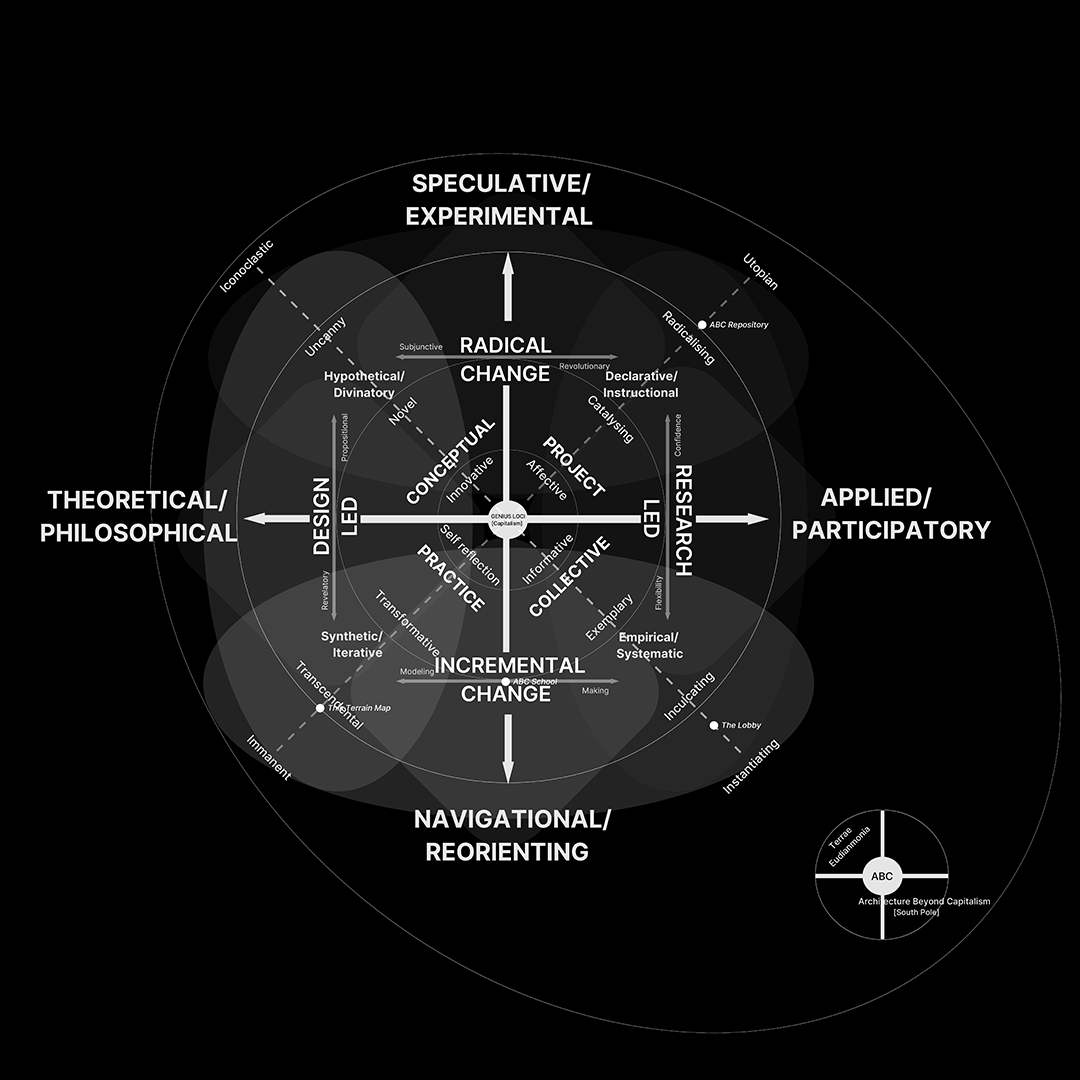 SPECULATIVE/
EXPERIMENTAL
Iconoclastic
Utopian
Uncanny
ABC Repository
Radicalising
Subjunctive
RADICAL
CHANGE
Revolutionary
Hypothetical/
Divinatory
Declarative/
Instructional
Novel
Catalysing
Propositional
Confidence
CONCEPTUAL
Innovative
PROJECT
Affective
THEORETICAL/
PHILOSOPHICAL
DESIGN
LED
GENIUS LOCI
[Capitalism]
LED
RESEARCH
APPLIED/
PARTICIPATORY
Self reflection
PRACTICE
Informative
COLLECTIVE
Revelatory
Flexibility
Transformative
Exemplary
Synthetic/
Iterative
Empirical/
Systematic
Modeling
INCREMENTAL
CHANGE
ABC School
Making
Transcendental
The Terrain Map
Inculcating
The Lobby
Immanent
Instantiating
NAVIGATIONAL/
REORIENTING
Terrae
Eudianmonia
ABC
Architecture Beyond Capitalism
[South Pole]